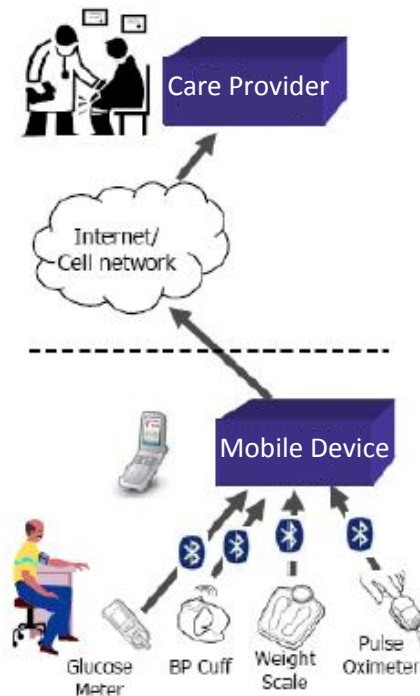 Care Provider
Internet/
Cell network
Mobile Device
Glucose
Meter
BP Cuff
Weight
Scale
Pulse
Oximeter